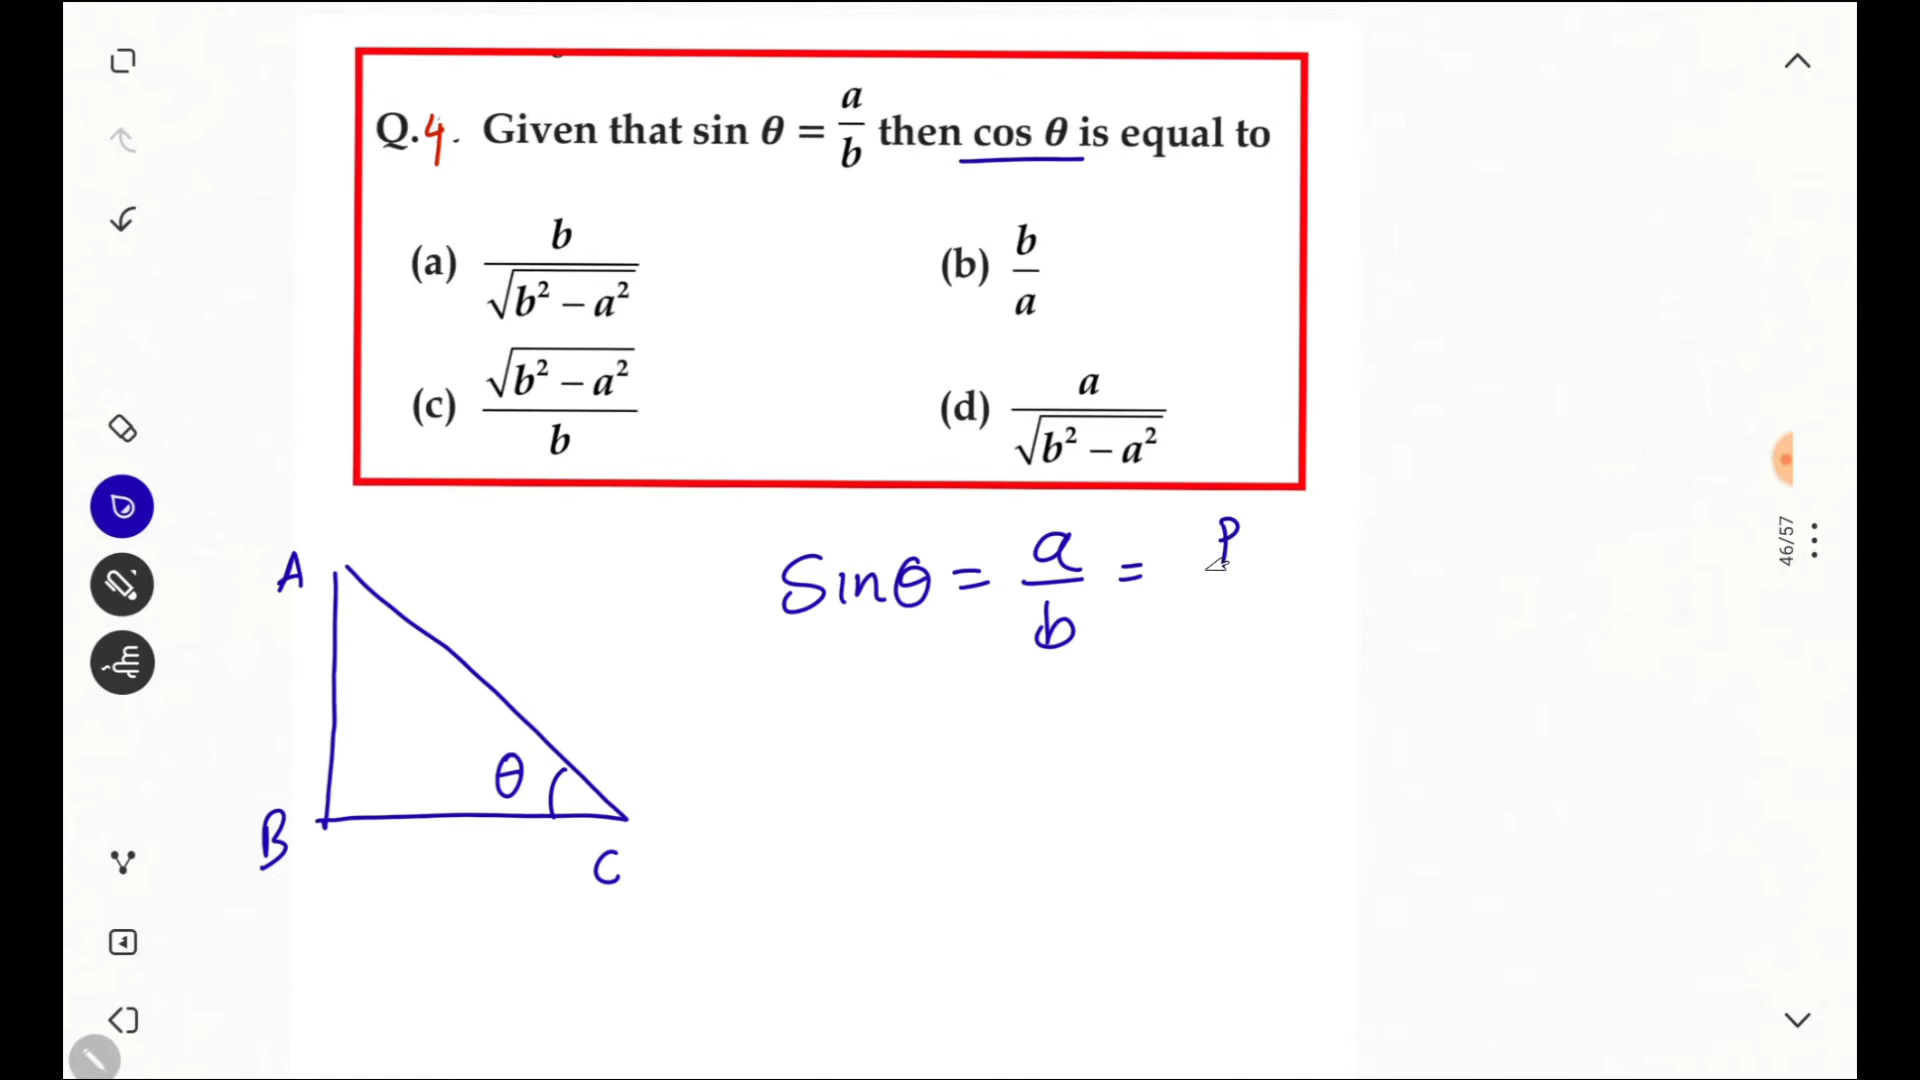 Q.4. Given that sin θ = a/b then cos θ is equal to
(a) b/√(b² – a²)
(b) b/a
(c) √(b² – a²)/b
(d) a/√(b² – a²)
Sinθ = a/b = P
A
θ
B
C
46/57